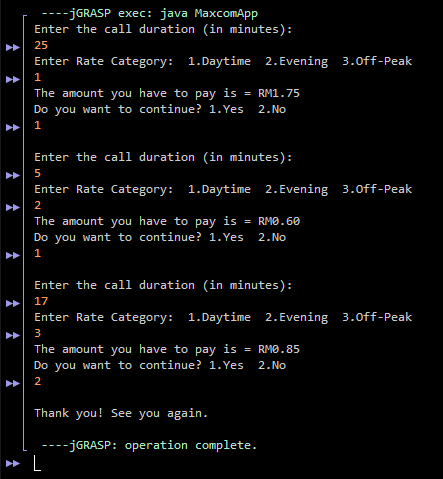 ----jGRASP exec: java MaxcomApp
Enter the call duration (in minutes):
25
Enter Rate Category:  1.Daytime  2.Evening  3.Off-Peak
1
The amount you have to pay is = RM1.75
Do you want to continue? 1.Yes  2.No
1
Enter the call duration (in minutes):
5
Enter Rate Category:  1.Daytime  2.Evening  3.Off-Peak
2
The amount you have to pay is = RM0.60
Do you want to continue? 1.Yes  2.No
1
Enter the call duration (in minutes):
17
Enter Rate Category:  1.Daytime  2.Evening  3.Off-Peak
3
The amount you have to pay is = RM0.85
Do you want to continue? 1.Yes  2.No
2
Thank you! See you again.
----jGRASP: operation complete.